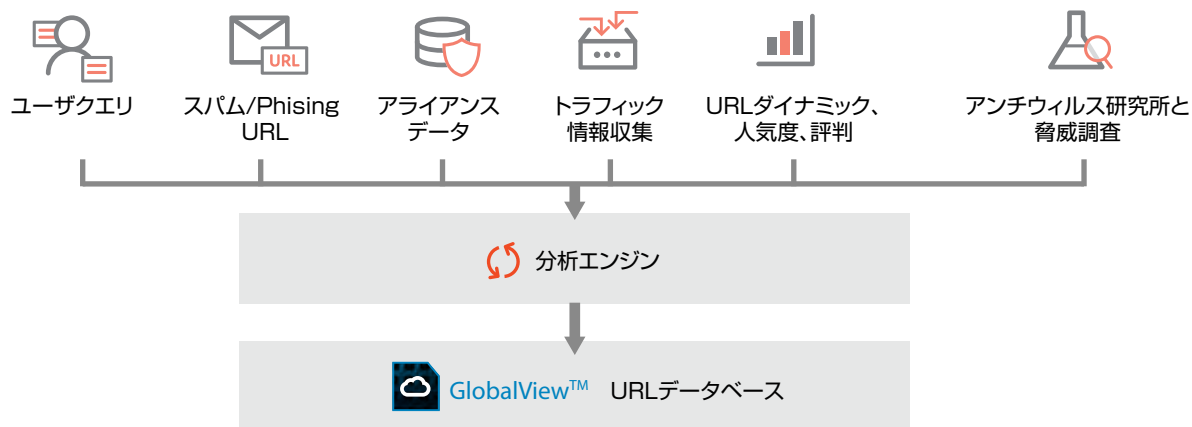 URL
ユーザクエリ
スパム/Phising
URL
アライアンス
データ
トラフィック
情報収集
URLダイナミック、
人気度、評判
アンチウィルス研究所と
脅威調査
分析エンジン
GlobalView™ URLデータベース